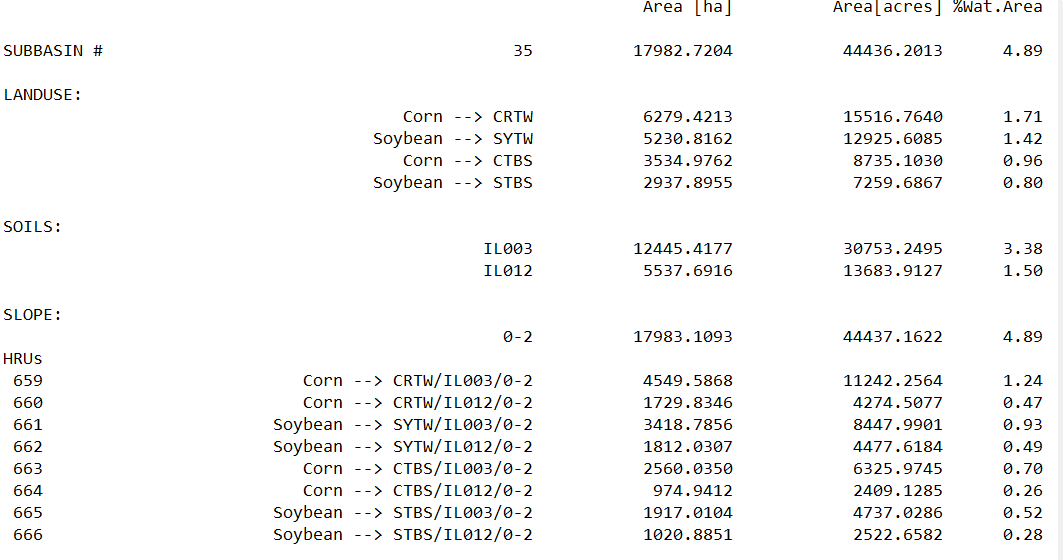 Area [ha] Area[acres] %Wat.Area
SUBBASIN # 35 17982.7204 44436.2013 4.89
LANDUSE:
Corn --> CRTW 6279.4213 15516.7640 1.71
Soybean --> SYTW 5230.8162 12925.6085 1.42
Corn --> CTBS 3534.9762 8735.1030 0.96
Soybean --> STBS 2937.8955 7259.6867 0.80
SOILS:
IL003 12445.4177 30753.2495 3.38
IL012 5537.6916 13683.9127 1.50
SLOPE:
0-2 17983.1093 44437.1622 4.89
HRUs
659 Corn --> CRTW/IL003/0-2 4549.5868 11242.2564 1.24
660 Corn --> CRTW/IL012/0-2 1729.8346 4274.5077 0.47
661 Soybean --> SYTW/IL003/0-2 3418.7856 8447.9901 0.93
662 Soybean --> SYTW/IL012/0-2 1812.0307 4477.6184 0.49
663 Corn --> CTBS/IL003/0-2 2560.0350 6325.9745 0.70
664 Corn --> CTBS/IL012/0-2 974.9412 2409.1285 0.26
665 Soybean --> STBS/IL003/0-2 1917.0104 4737.0286 0.52
666 Soybean --> STBS/IL012/0-2 1020.8851 2522.6582 0.28